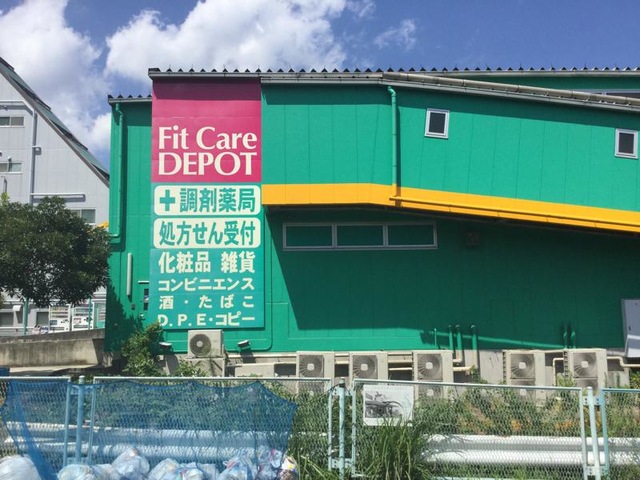 Fit Care
DEPOT
調剤薬局
処方せん受付
化粧品 雑貨
コンビニエンス
酒・たばこ
D.P.E・コピー